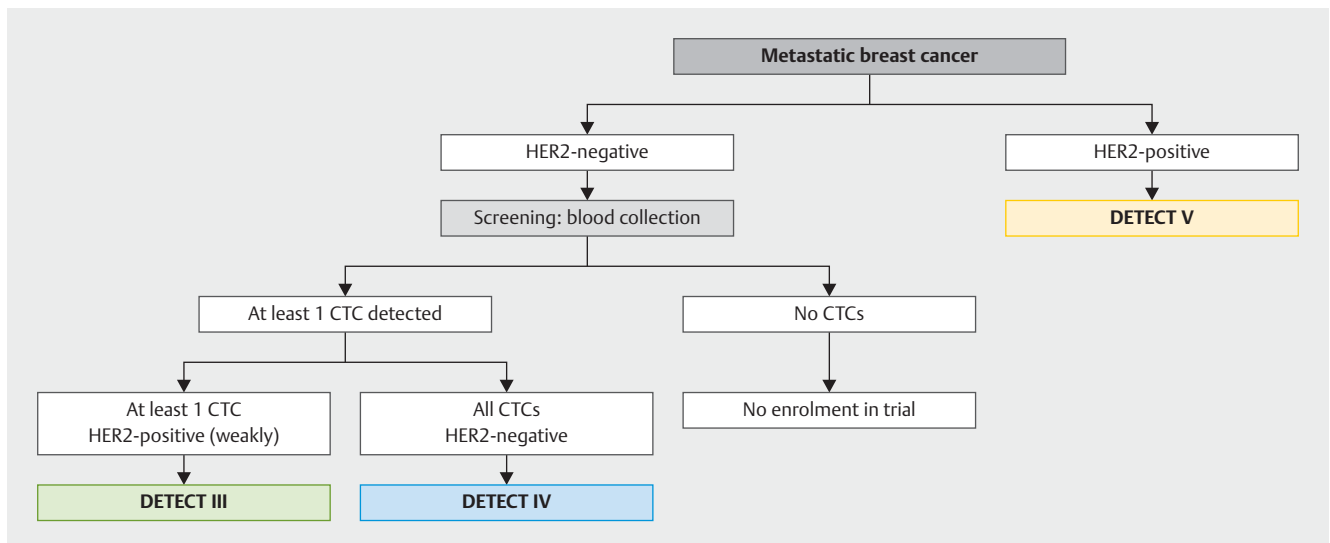 Metastatic breast cancer
HER2-negative
HER2-positive
Screening: blood collection
DETECT V
At least 1 CTC detected
No CTCs
At least 1 CTC
HER2-positive (weakly)
All CTCs
HER2-negative
No enrolment in trial
DETECT III
DETECT IV